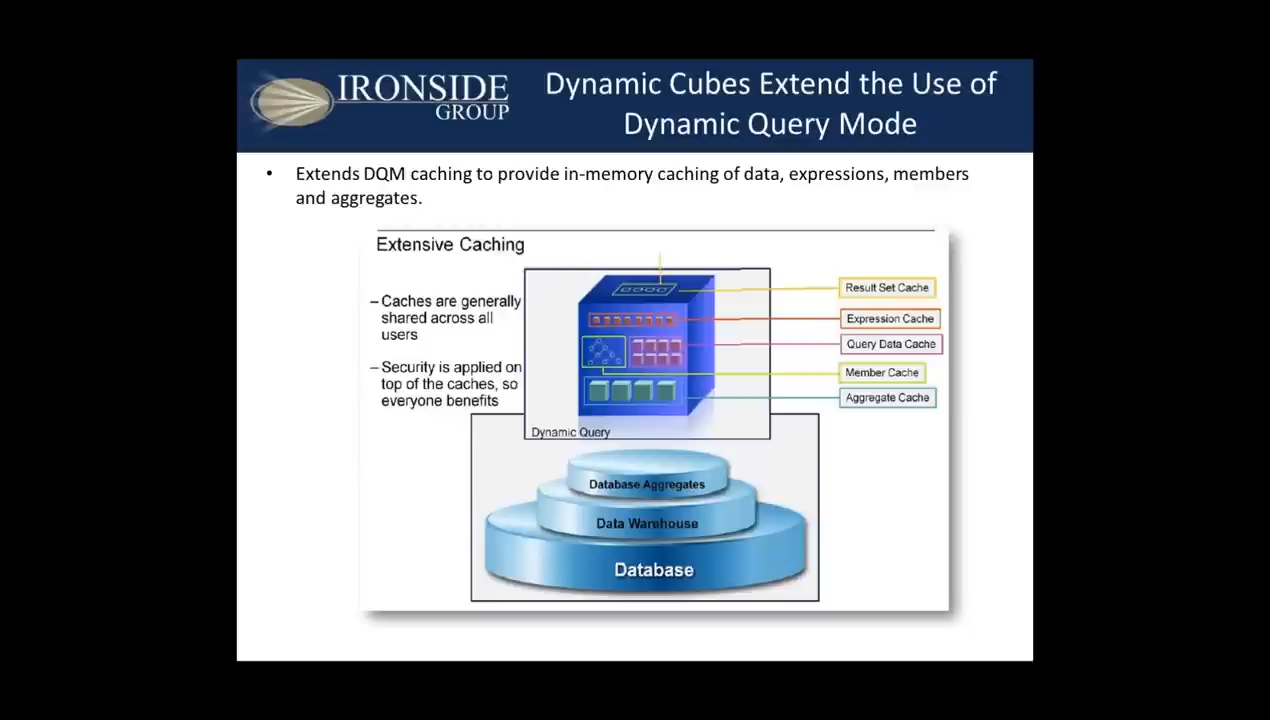 IRONSIDE
GROUP
Dynamic Cubes Extend the Use of
Dynamic Query Mode
• Extends DQM caching to provide in-memory caching of data, expressions, members
and aggregates.
Extensive Caching
– Caches are generally
shared across all
users
– Security is applied on
top of the caches, so
everyone benefits
Result Set Cache
Expression Cache
Query Data Cache
Member Cache
Aggregate Cache
Dynamic Query
Database Aggregates
Data Warehouse
Database